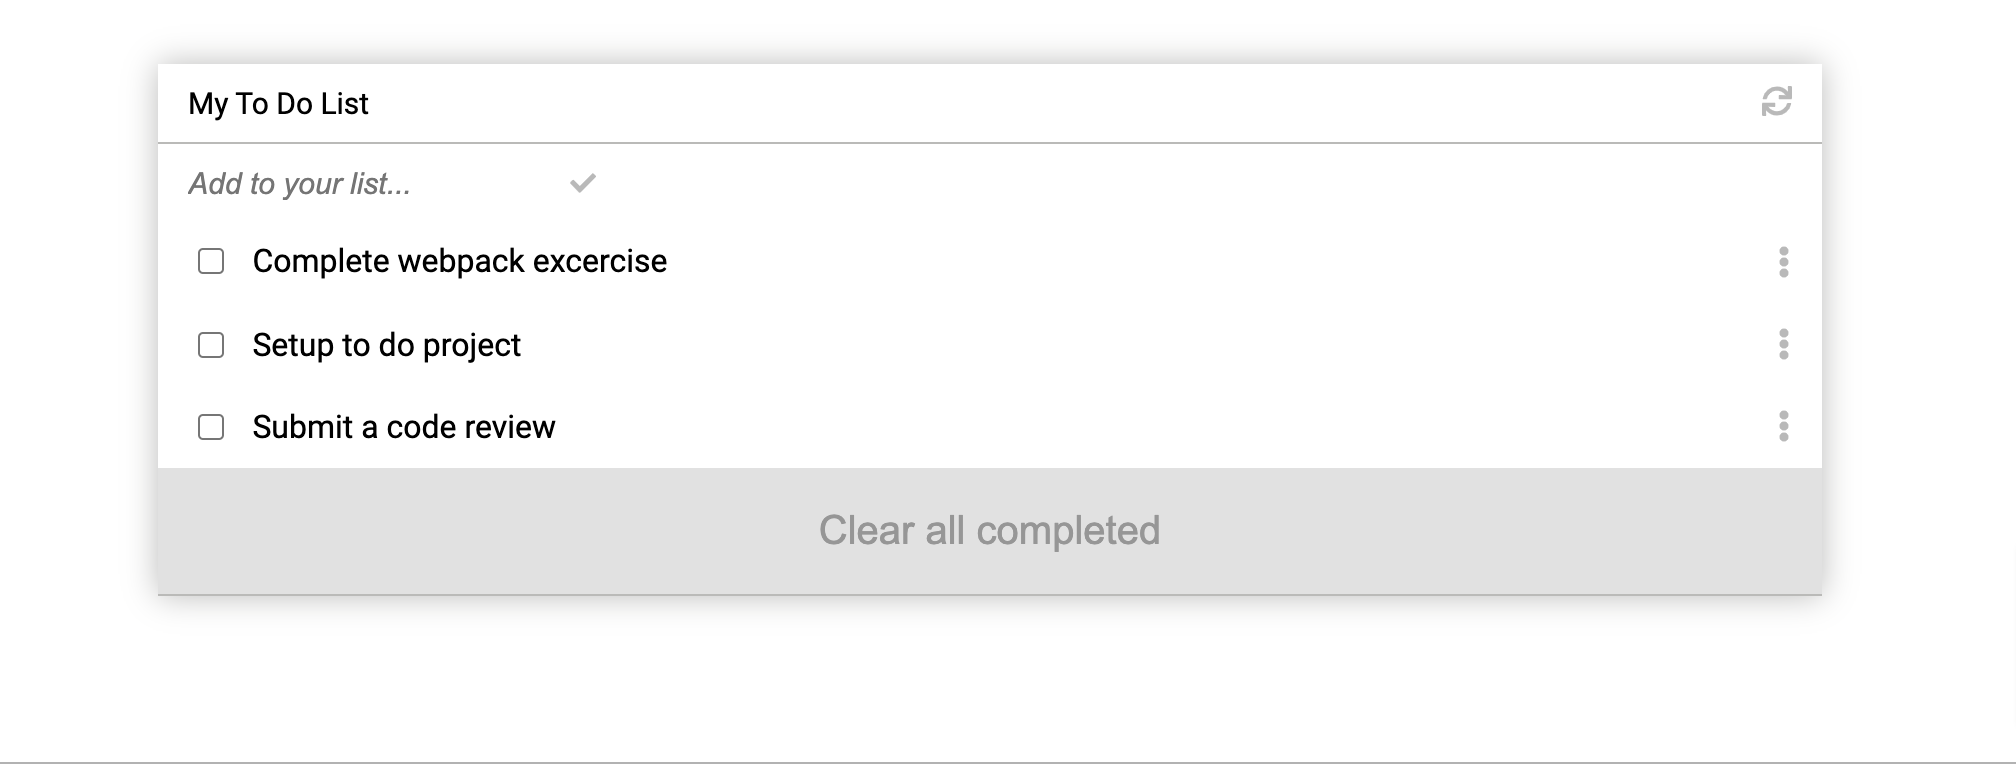 My To Do List
Add to your list...
Complete webpack excercise
Setup to do project
Submit a code review
Clear all completed